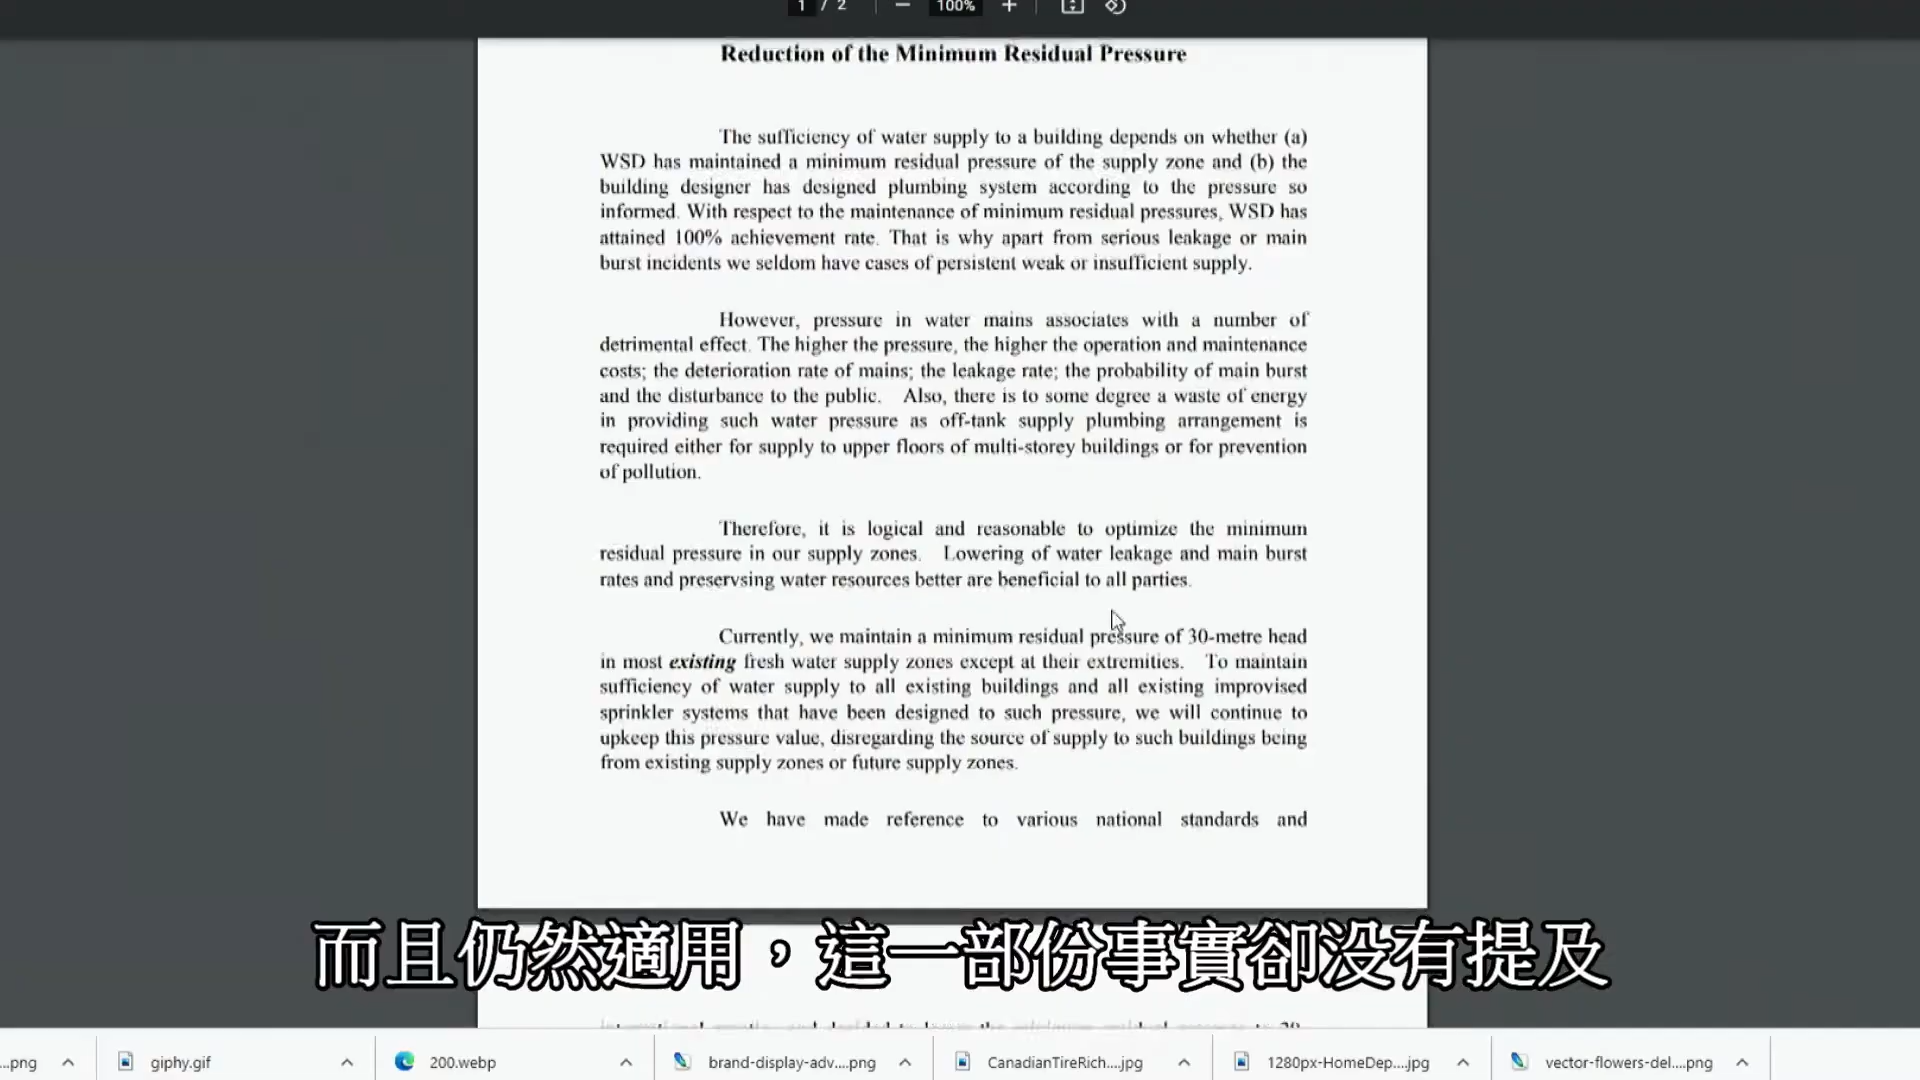 1 / 2
100%
Reduction of the Minimum Residual Pressure
The sufficiency of water supply to a building depends on whether (a)
WSD has maintained a minimum residual pressure of the supply zone and (b) the
building designer has designed plumbing system according to the pressure so
informed. With respect to the maintenance of minimum residual pressures, WSD has
attained 100% achievement rate. That is why apart from serious leakage or main
burst incidents we seldom have cases of persistent weak or insufficient supply.
However, pressure in water mains associates with a number of
detrimental effect. The higher the pressure, the higher the operation and maintenance
costs; the deterioration rate of mains; the leakage rate; the probability of main burst
and the disturbance to the public. Also, there is to some degree a waste of energy
in providing such water pressure as off-tank supply plumbing arrangement is
required either for supply to upper floors of multi-storey buildings or for prevention
of pollution.
Therefore, it is logical and reasonable to optimize the minimum
residual pressure in our supply zones. Lowering of water leakage and main burst
rates and preservsing water resources better are beneficial to all parties.
Currently, we maintain a minimum residual pressure of 30-metre head
in most existing fresh water supply zones except at their extremities. To maintain
sufficiency of water supply to all existing buildings and all existing improvised
sprinkler systems that have been designed to such pressure, we will continue to
upkeep this pressure value, disregarding the source of supply to such buildings being
from existing supply zones or future supply zones.
We have made reference to various national standards and
而且仍然適用，這一部份事實卻没有提及
...png
giphy.gif
200.webp
brand-display-adv....png
CanadianTireRich....jpg
1280px-HomeDep....jpg
vector-flowers-del....png